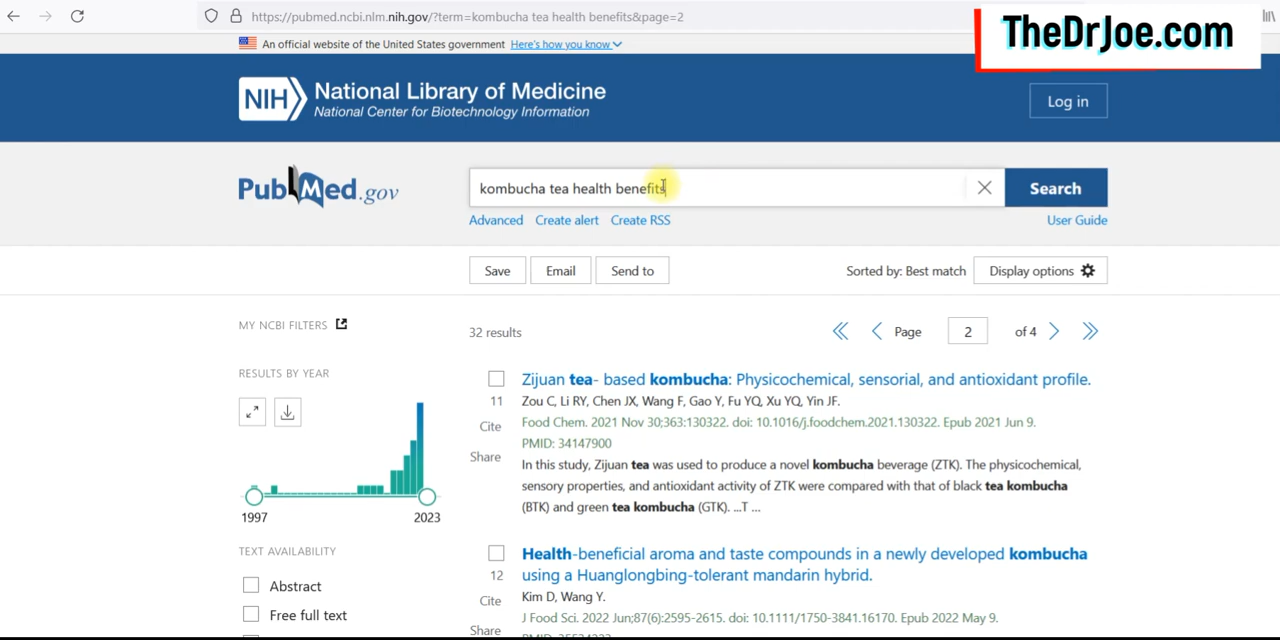 https://pubmed.ncbi.nlm.nih.gov/?term=kombucha tea health benefits&page=2
TheDrJoe.com
An official website of the United States government Here's how you know
NIH National Library of Medicine
National Center for Biotechnology Information
Log in
PubMed.gov
kombucha tea health benefits
Search
Advanced Create alert Create RSS
User Guide
Save Email Send to
Sorted by: Best match Display options
MY NCBI FILTERS
32 results
Page 2 of 4
RESULTS BY YEAR
1997 2023
TEXT AVAILABILITY
Abstract
Free full text
Zijuan tea- based kombucha: Physicochemical, sensorial, and antioxidant profile.
11
Zou C, Li RY, Chen JX, Wang F, Gao Y, Fu YQ, Xu YQ, Yin JF.
Cite
Food Chem. 2021 Nov 30;363:130322. doi: 10.1016/j.foodchem.2021.130322. Epub 2021 Jun 9.
PMID: 34147900
Share
In this study, Zijuan tea was used to produce a novel kombucha beverage (ZTK). The physicochemical,
sensory properties, and antioxidant activity of ZTK were compared with that of black tea kombucha
(BTK) and green tea kombucha (GTK). ...T ...
Health-beneficial aroma and taste compounds in a newly developed kombucha
12
using a Huanglongbing-tolerant mandarin hybrid.
Cite
Kim D, Wang Y.
J Food Sci. 2022 Jun;87(6):2595-2615. doi: 10.1111/1750-3841.16170. Epub 2022 May 9.
Share